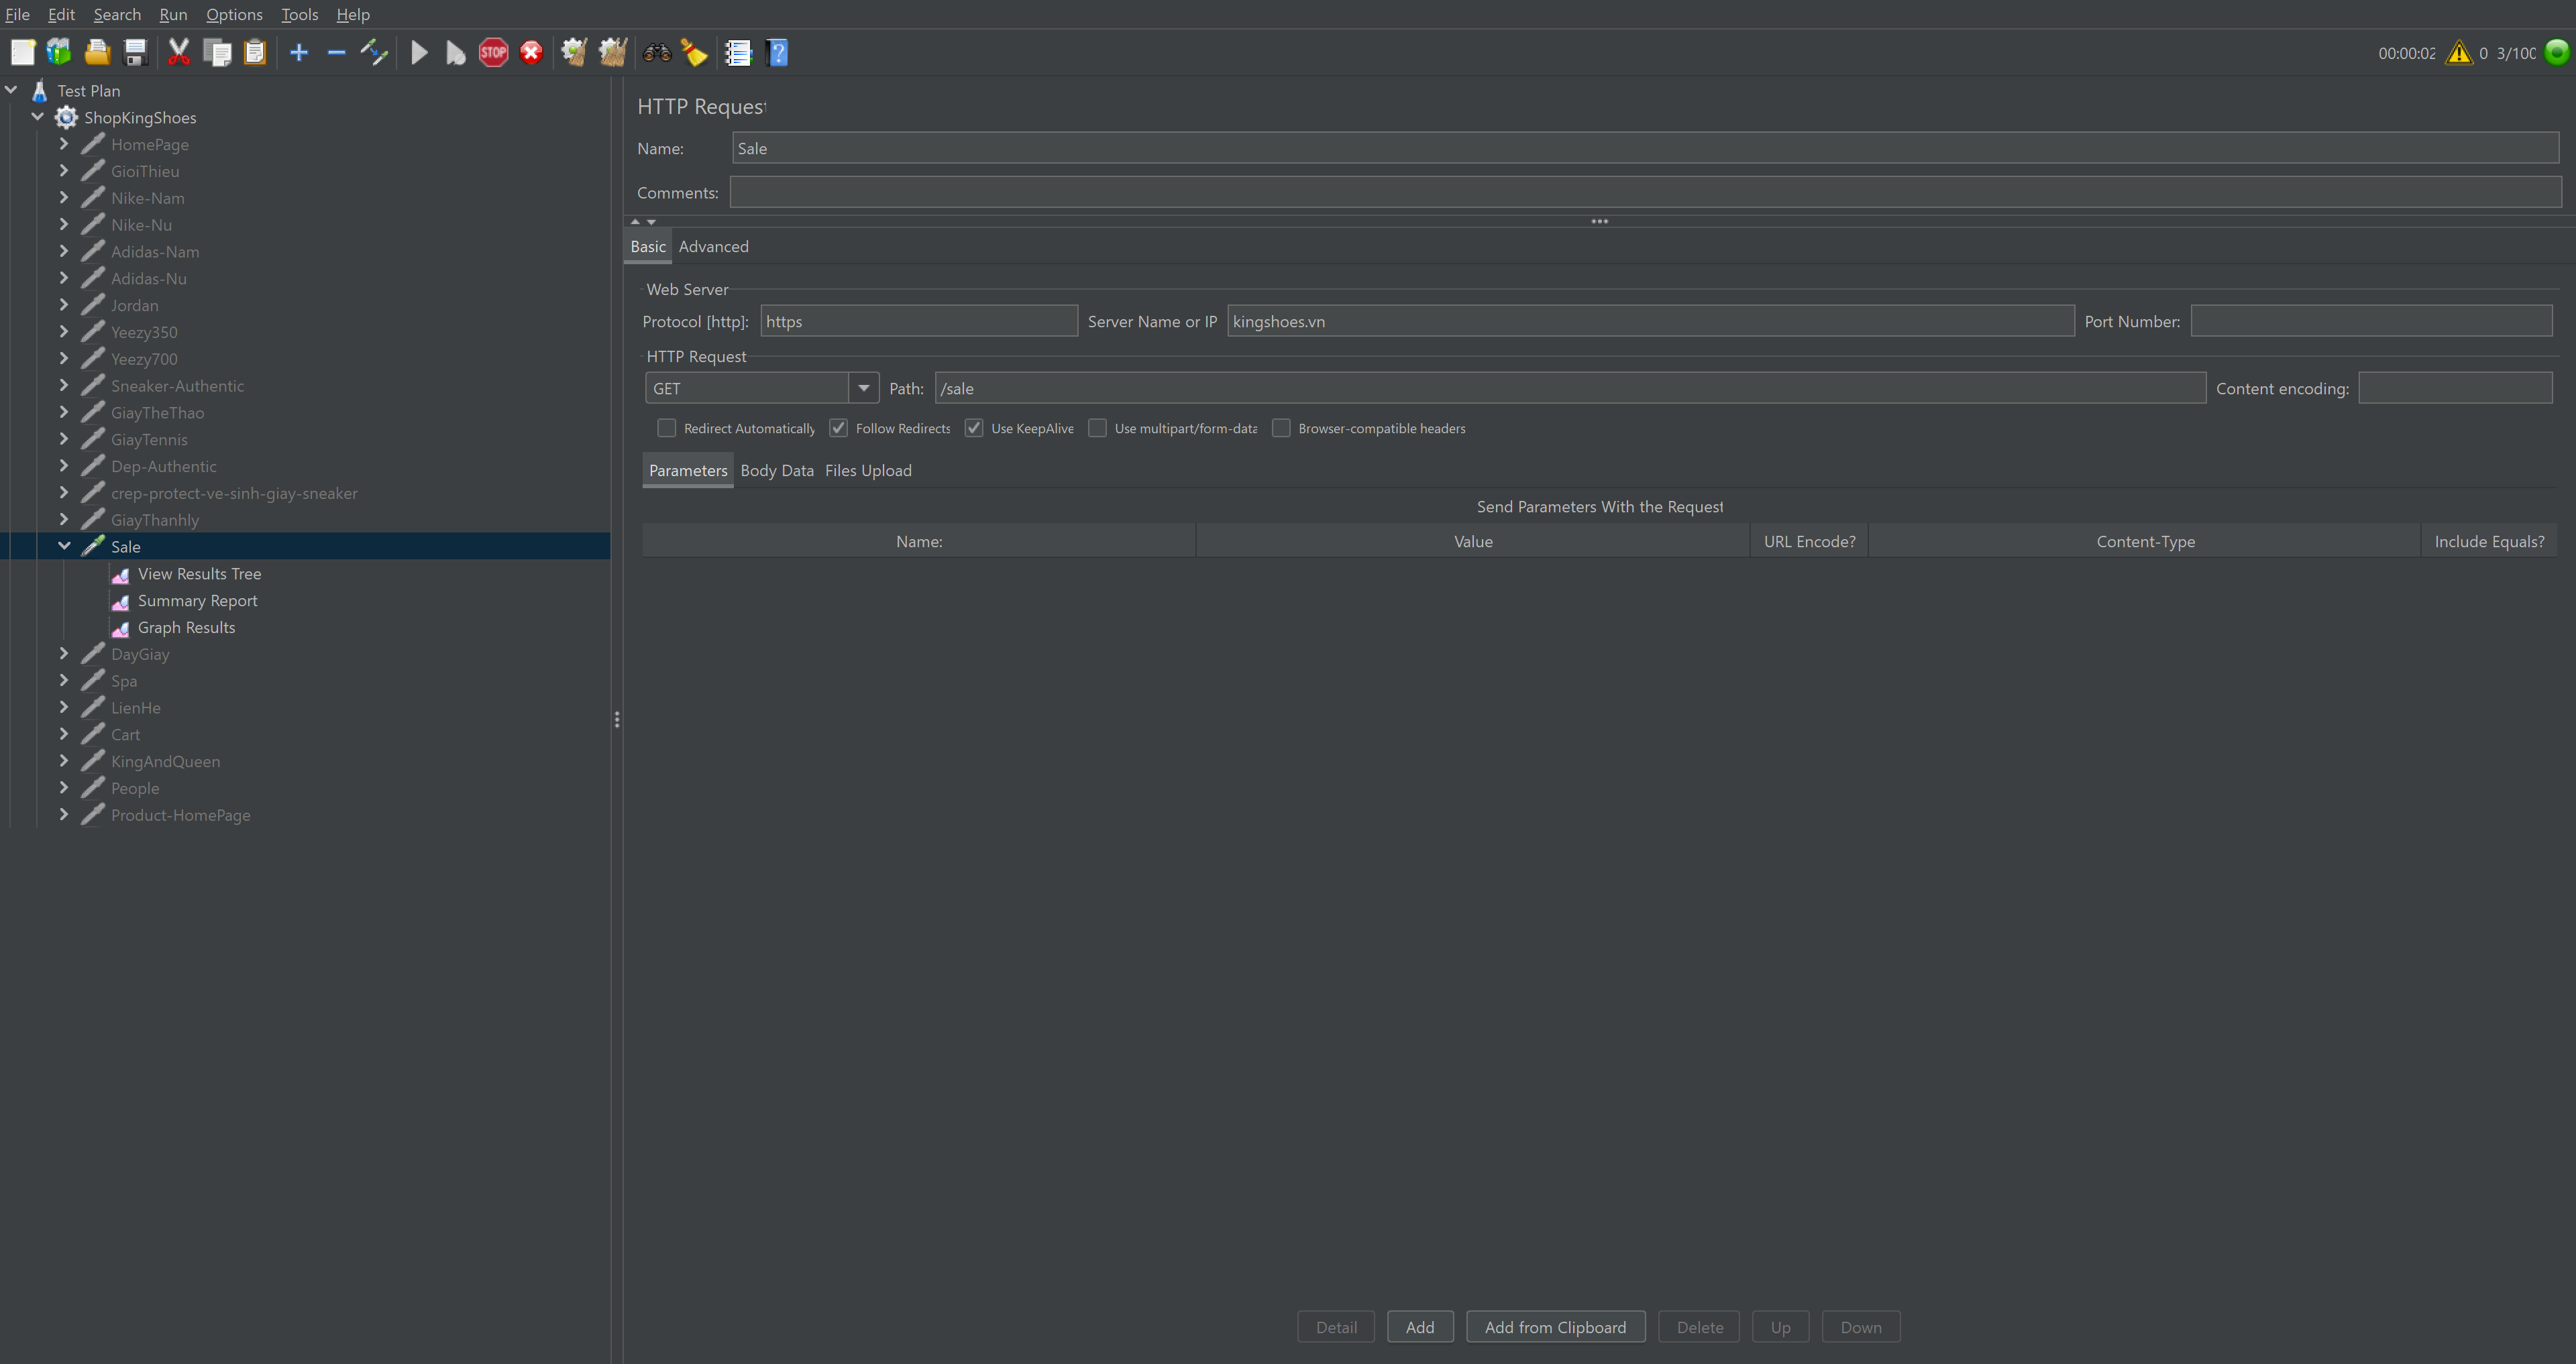 File Edit Search Run Options Tools Help
STOP
00:00:02 0 3/100
Test Plan
ShopKingShoes
HomePage
GioiThieu
Nike-Nam
Nike-Nu
Adidas-Nam
Adidas-Nu
Jordan
Yeezy350
Yeezy700
Sneaker-Authentic
GiayTheThao
GiayTennis
Dep-Authentic
crep-protect-ve-sinh-giay-sneaker
GiayThanhly
Sale
View Results Tree
Summary Report
Graph Results
DayGiay
Spa
LienHe
Cart
KingAndQueen
People
Product-HomePage
HTTP Request
Name: Sale
Comments:
Basic Advanced
Web Server
Protocol [http]: https Server Name or IP kingshoes.vn Port Number:
HTTP Request
GET Path: /sale Content encoding:
Redirect Automatically Follow Redirects Use KeepAlive Use multipart/form-data Browser-compatible headers
Parameters Body Data Files Upload
Send Parameters With the Request
Name: Value URL Encode? Content-Type Include Equals?
Detail Add Add from Clipboard Delete Up Down